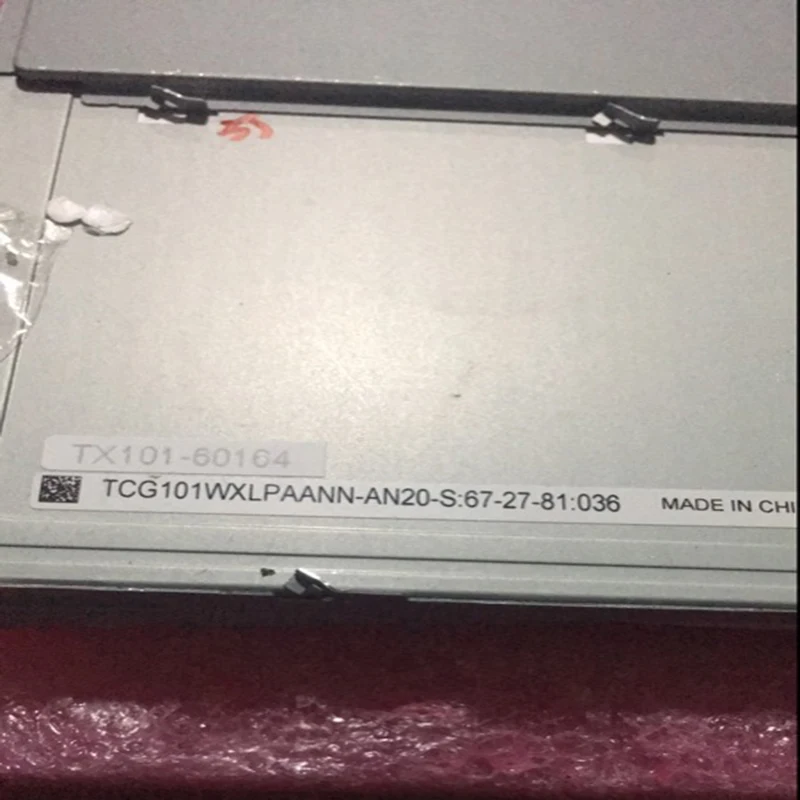 TX101-60164
TCG101WXLPAANN-AN20-S:67-27-81:036 MADE IN CHI